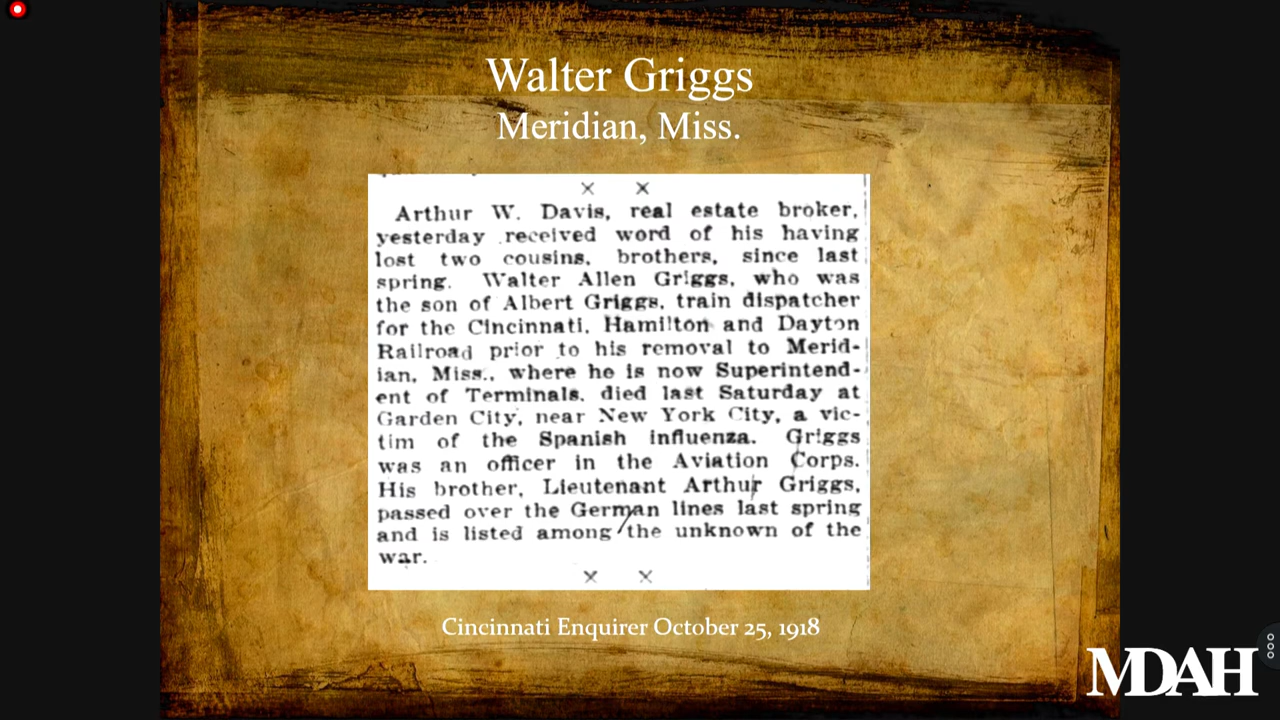 Walter Griggs
Meridian, Miss.
Arthur W. Davis, real estate broker,
yesterday received word of his having
lost two cousins, brothers, since last
spring. Walter Allen Griggs, who was
the son of Albert Griggs, train dispatcher
for the Cincinnati, Hamilton and Dayton
Railroad prior to his removal to Merid-
ian, Miss., where he is now Superintend-
ent of Terminals, died last Saturday at
Garden City, near New York City, a vic-
tim of the Spanish influenza. Griggs
was an officer in the Aviation Corps.
His brother, Lieutenant Arthur Griggs,
passed over the German lines last spring
and is listed among the unknown of the
war.
Cincinnati Enquirer October 25, 1918
MDAH